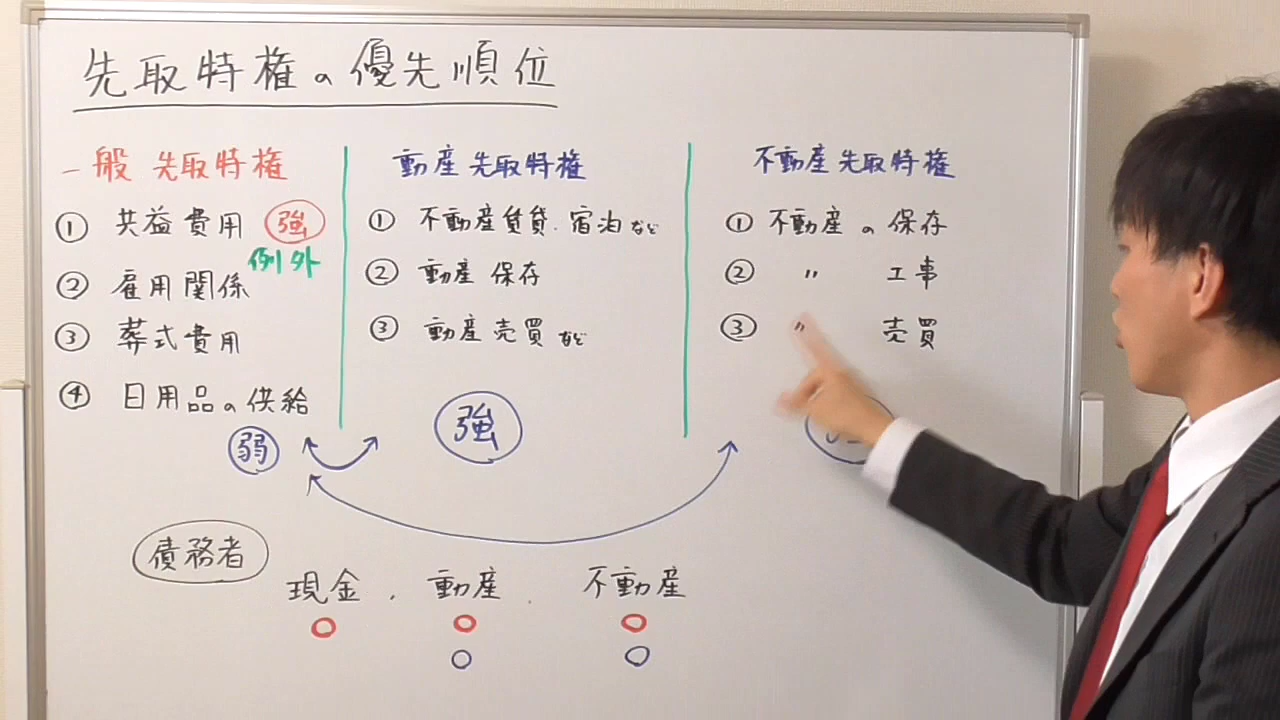 先取特権の優先順位
一般先取特権
① 共益費用 強
例外
② 雇用関係
③ 葬式費用
④ 日用品の供給
弱
動産先取特権
① 不動産賃貸.宿泊など
② 動産保存
③ 動産売買など
強
不動産先取特権
① 不動産の保存
② 〃 工事
③ 〃 売買
債務者
現金、動産、不動産